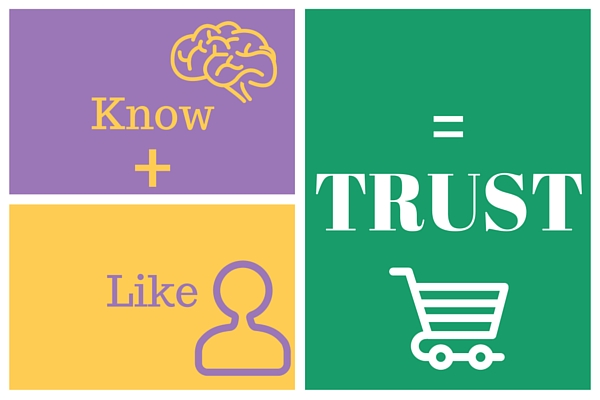 Know
+
Like
=
TRUST